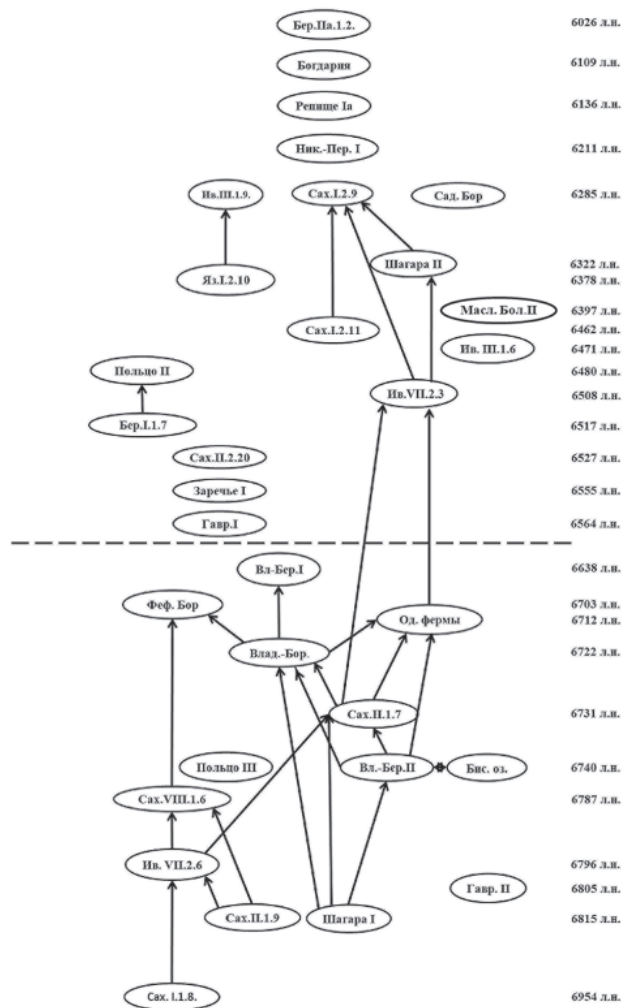 Бер.IIа.1.2. 6026 л.н.
Богдария 6109 л.н.
Репище Iа 6136 л.н.
Ник.-Пер. I 6211 л.н.
Ив.III.1.9. Сах.I.2.9 Сад. Бор 6285 л.н.
Шагара II 6322 л.н.
Яз.I.2.10 6378 л.н.
Масл. Бол.II 6397 л.н.
Сах.I.2.11 6462 л.н.
Ив. III.1.6 6471 л.н.
Польцо II 6480 л.н.
Ив.VII.2.3 6508 л.н.
Бер.I.1.7 6517 л.н.
Сах.II.2.20 6527 л.н.
Заречье I 6555 л.н.
Гавр.I 6564 л.н.
Вл-Бер.I 6638 л.н.
Феф. Бор 6703 л.н.
Од. фермы 6712 л.н.
Влад.-Бор. 6722 л.н.
Сах.II.1.7 6731 л.н.
Польцо III Вл.-Бер.II Бис. оз. 6740 л.н.
Сах.VIII.1.6 6787 л.н.
Ив. VII.2.6 6796 л.н.
Гавр. II 6805 л.н.
Сах.II.1.9 Шагара I 6815 л.н.
Сах. I.1.8. 6954 л.н.